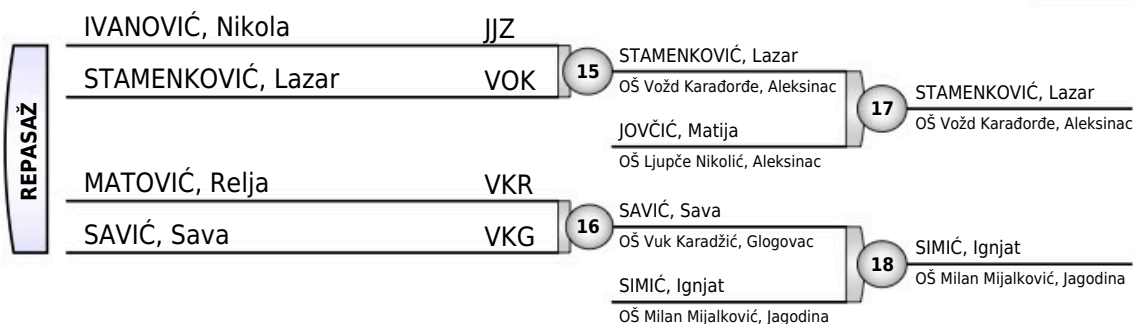 REPASAŽ
IVANOVIĆ, Nikola JJZ
STAMENKOVIĆ, Lazar VOK
MATOVIĆ, Relja VKR
SAVIĆ, Sava VKG
15
STAMENKOVIĆ, Lazar
OŠ Vožd Karađorđe, Aleksinac
JOVČIĆ, Matija
OŠ Ljupče Nikolić, Aleksinac
16
SAVIĆ, Sava
OŠ Vuk Karadžić, Glogovac
SIMIĆ, Ignjat
OŠ Milan Mijalković, Jagodina
17
STAMENKOVIĆ, Lazar
OŠ Vožd Karađorđe, Aleksinac
18
SIMIĆ, Ignjat
OŠ Milan Mijalković, Jagodina